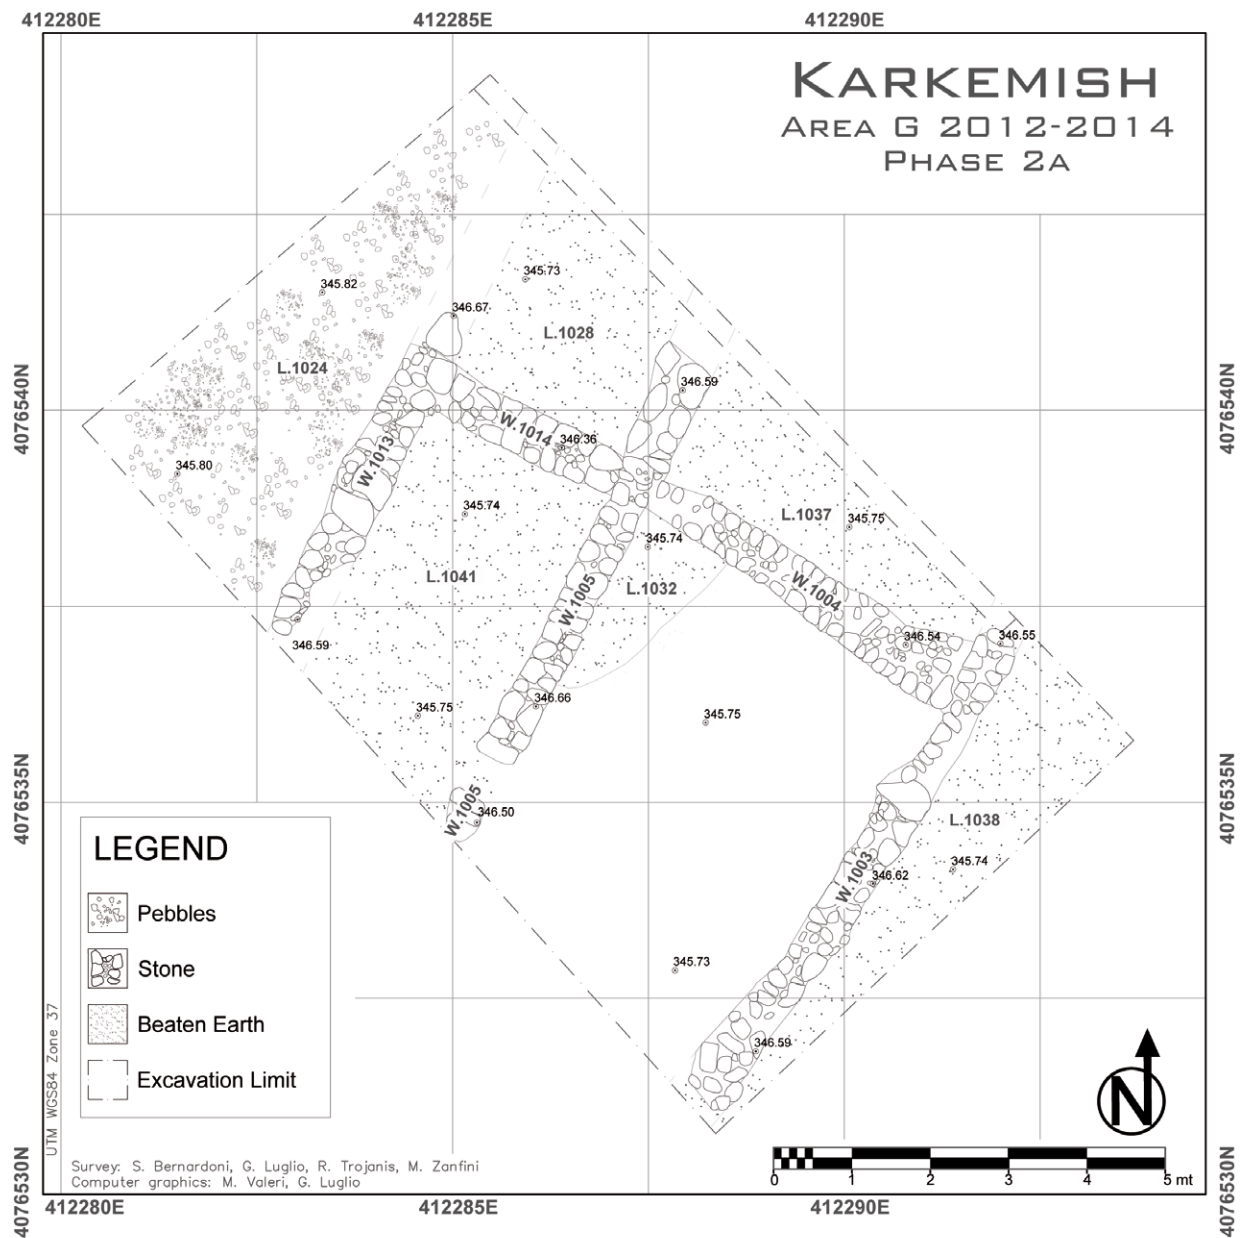 412280E
412285E
412290E
KARKEMISH
AREA G 2012-2014
PHASE 2A
345.82
345.73
346.67
L.1028
L.1024
346.59
4076540N
4076540N
W.1014
346.36
W.1013
345.80
345.74
L.1037
345.75
345.74
L.1041
L.1032
W.1005
W.1004
346.59
346.54
346.55
346.66
345.75
345.75
4076535N
4076535N
W.1005
346.50
L.1038
345.74
W.1003
346.62
345.73
346.59
LEGEND
Pebbles
Stone
Beaten Earth
Excavation Limit
UTM WGS84 Zone 37
N
Survey: S. Bernardoni, G. Luglio, R. Trojanis, M. Zanfini
Computer graphics: M. Valeri, G. Luglio
0 1 2 3 4 5 mt
4076530N
4076530N
412280E
412285E
412290E